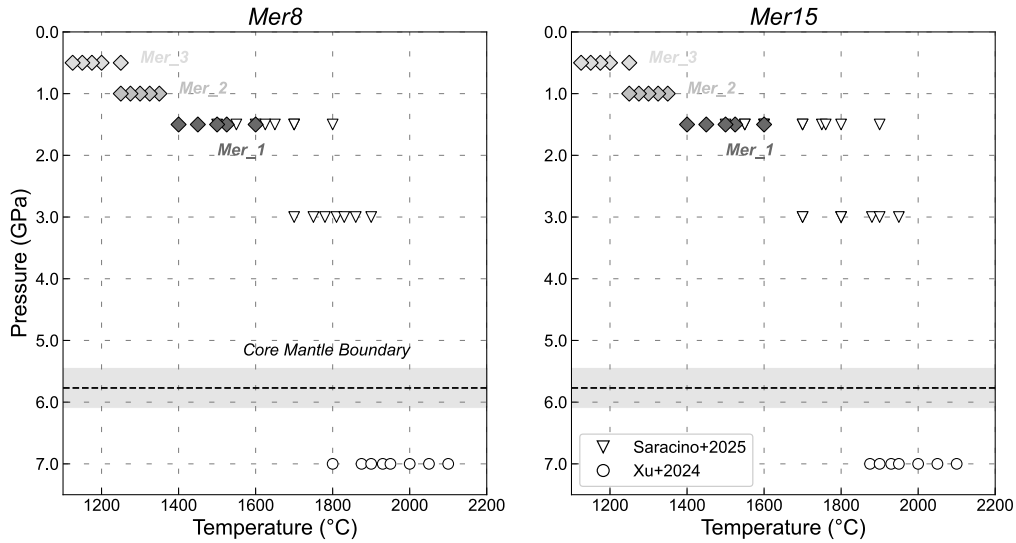 Mer8
Mer15
0.0
1.0
2.0
3.0
4.0
5.0
6.0
7.0
Pressure (GPa)
Mer_3
Mer_2
Mer_1
Core Mantle Boundary
1200 1400 1600 1800 2000 2200
Temperature (°C)
0.0
1.0
2.0
3.0
4.0
5.0
6.0
7.0
Mer_3
Mer_2
Mer_1
Saracino+2025
Xu+2024
1200 1400 1600 1800 2000 2200
Temperature (°C)